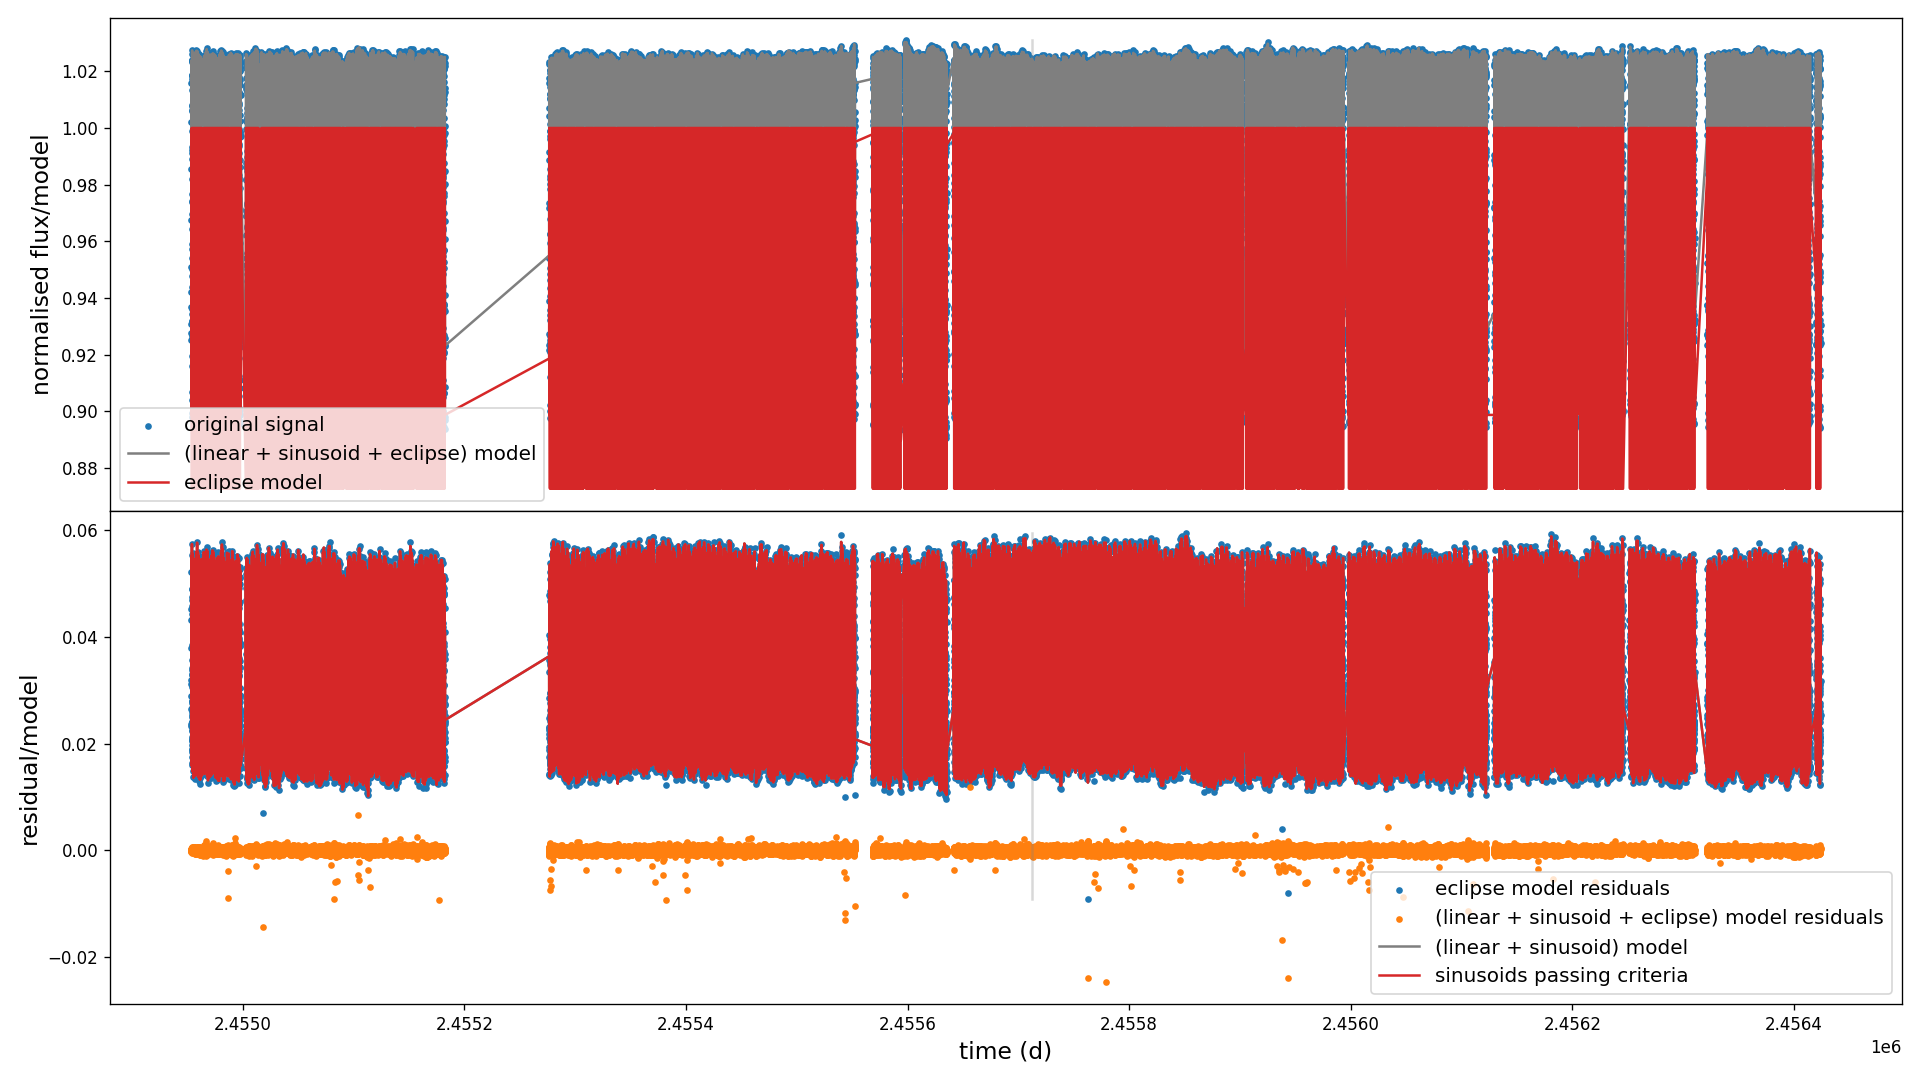 normalised flux/model
1.02
1.00
0.98
0.96
0.94
0.92
0.90
0.88
original signal
(linear + sinusoid + eclipse) model
eclipse model
residual/model
0.06
0.04
0.02
0.00
−0.02
eclipse model residuals
(linear + sinusoid + eclipse) model residuals
(linear + sinusoid) model
sinusoids passing criteria
2.4550 2.4552 2.4554 2.4556 2.4558 2.4560 2.4562 2.4564
1e6
time (d)